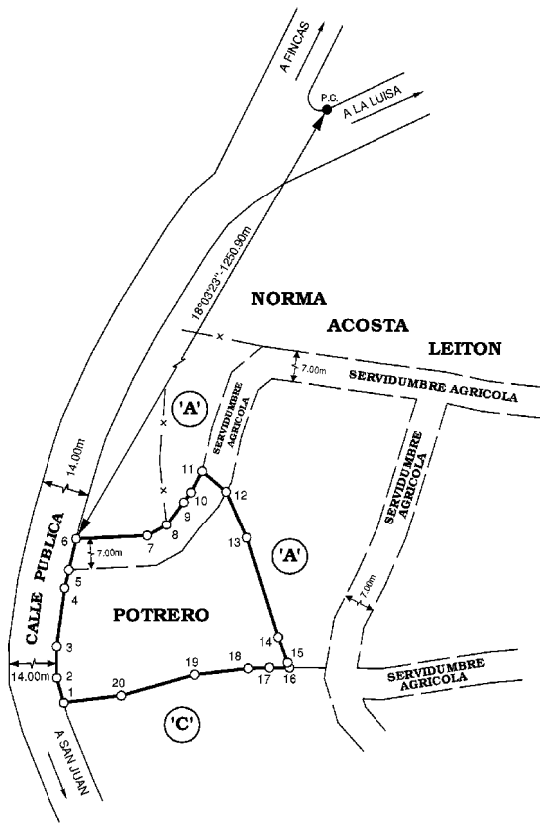 A FINCAS
P.C.
A LA LUISA
18°03'23"-1250.90m
NORMA
ACOSTA
LEITON
7.00m
SERVIDUMBRE AGRICOLA
'A'
SERVIDUMBRE
AGRICOLA
SERVIDUMBRE
AGRICOLA
14.00m
11
12
10
9
8
7
6
13
'A'
7.00m
5
4
CALLE PUBLICA
POTRERO
7.00m
3
14
15
16
17
18
19
20
2
1
14.00m
'C'
SERVIDUMBRE
AGRICOLA
A SAN JUAN